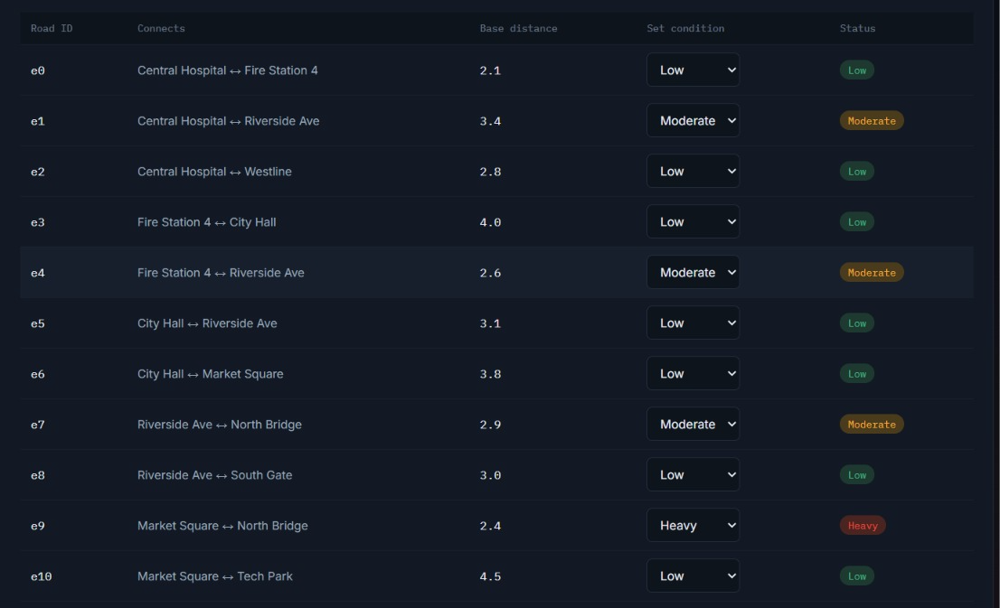 Road ID Connects Base distance Set condition Status
e0 Central Hospital ↔ Fire Station 4 2.1 Low Low
e1 Central Hospital ↔ Riverside Ave 3.4 Moderate Moderate
e2 Central Hospital ↔ Westline 2.8 Low Low
e3 Fire Station 4 ↔ City Hall 4.0 Low Low
e4 Fire Station 4 ↔ Riverside Ave 2.6 Moderate Moderate
e5 City Hall ↔ Riverside Ave 3.1 Low Low
e6 City Hall ↔ Market Square 3.8 Low Low
e7 Riverside Ave ↔ North Bridge 2.9 Moderate Moderate
e8 Riverside Ave ↔ South Gate 3.0 Low Low
e9 Market Square ↔ North Bridge 2.4 Heavy Heavy
e10 Market Square ↔ Tech Park 4.5 Low Low